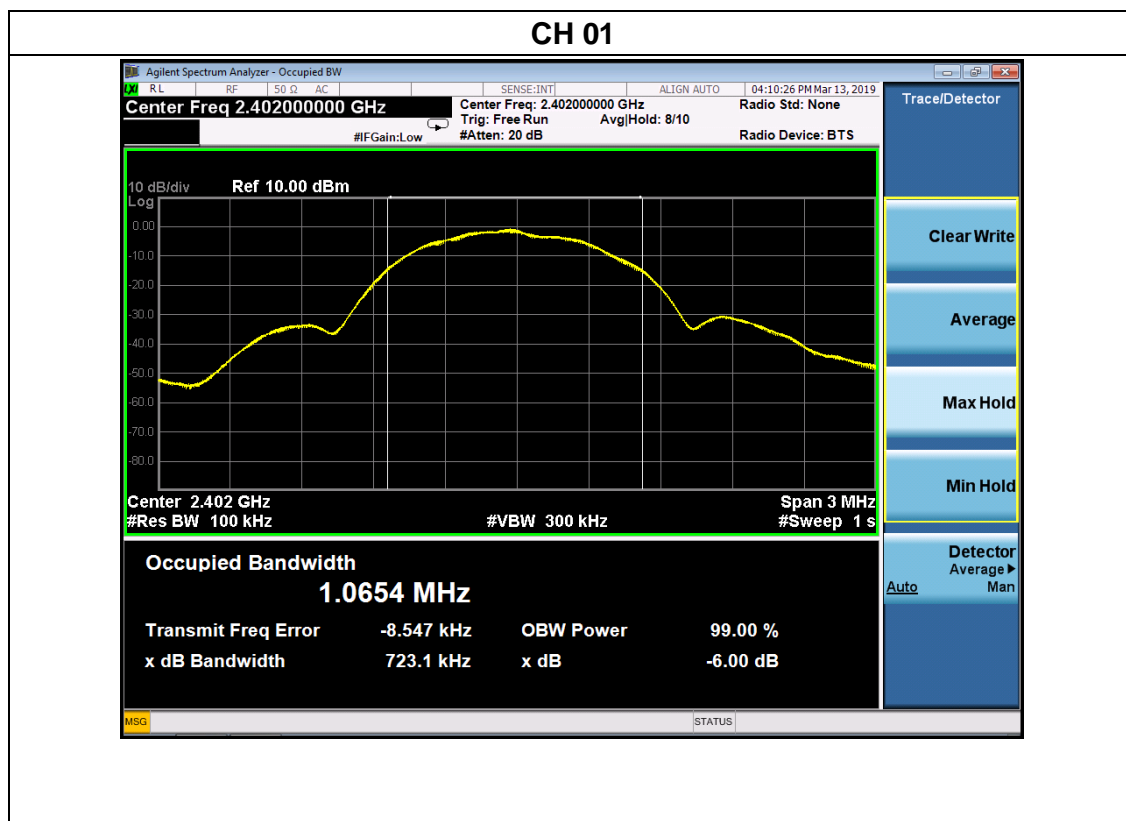 CH 01
Agilent Spectrum Analyzer - Occupied BW
LXI RL RF 50 Ω AC SENSE:INT ALIGN AUTO 04:10:26 PM Mar 13, 2019
Center Freq 2.402000000 GHz
Center Freq: 2.402000000 GHz Radio Std: None
Trig: Free Run Avg|Hold: 8/10
#IFGain:Low #Atten: 20 dB Radio Device: BTS
Trace/Detector
10 dB/div Ref 10.00 dBm
Log
0.00
-10.0
-20.0
-30.0
-40.0
-50.0
-60.0
-70.0
-80.0
Center 2.402 GHz Span 3 MHz
#Res BW 100 kHz #VBW 300 kHz #Sweep 1 s
Clear Write
Average
Max Hold
Min Hold
Detector
Average▶
Auto Man
Occupied Bandwidth
1.0654 MHz
Transmit Freq Error -8.547 kHz OBW Power 99.00 %
x dB Bandwidth 723.1 kHz x dB -6.00 dB
MSG STATUS